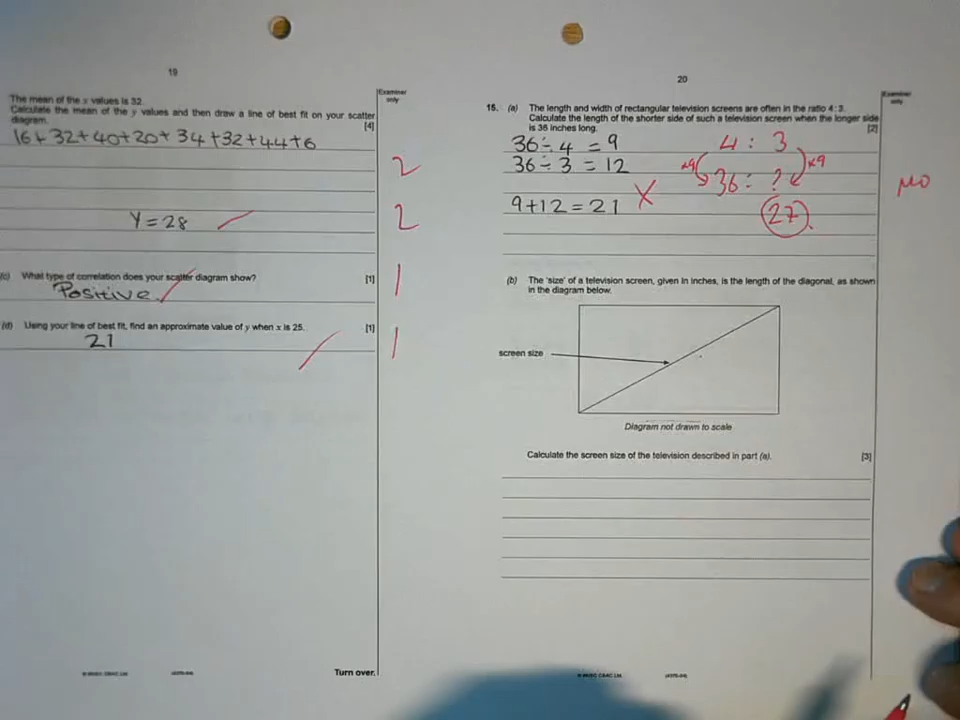 19
Examiner
only
The mean of the x values is 32.
Calculate the mean of the y values and then draw a line of best fit on your scatter
diagram.
[4]
16+32+40+20+34+32+44+6
2
Y = 28
2
(c) What type of correlation does your scatter diagram show? [1]
Positive
1
(d) Using your line of best fit, find an approximate value of y when x is 25. [1]
21
1
Turn over.
20
Examiner
only
15. (a) The length and width of rectangular television screens are often in the ratio 4:3.
Calculate the length of the shorter side of such a television screen when the longer side
is 36 inches long. [2]
36 ÷ 4 = 9
36 ÷ 3 = 12
9 + 12 = 21 X
4 : 3
×9 ×9
36 : ?
27
M0
(b) The 'size' of a television screen, given in inches, is the length of the diagonal, as shown
in the diagram below.
screen size
Diagram not drawn to scale
Calculate the screen size of the television described in part (a). [3]